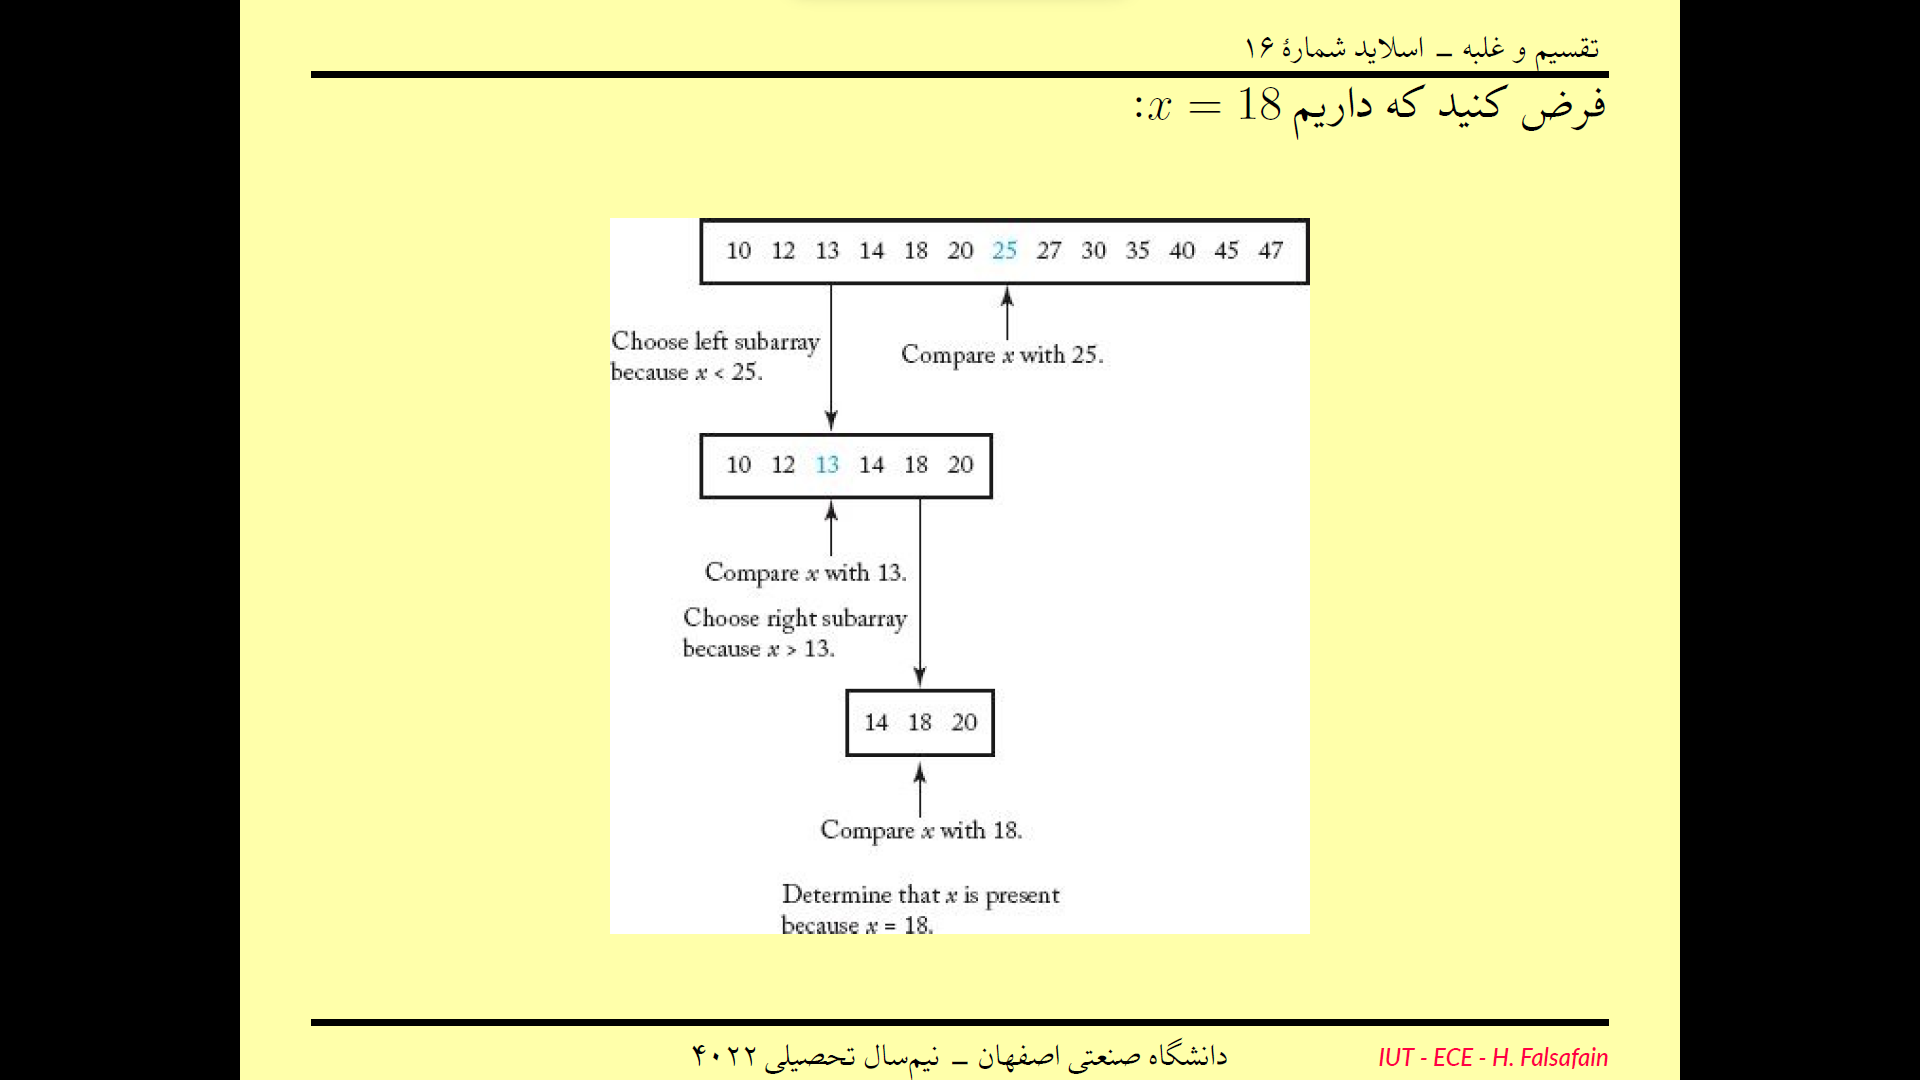 تقسیم و غلبه – اسلاید شمارهٔ ۱۶
فرض کنید که داریم x = 18:
10 12 13 14 18 20 25 27 30 35 40 45 47
Choose left subarray
because x < 25.
Compare x with 25.
10 12 13 14 18 20
Compare x with 13.
Choose right subarray
because x > 13.
14 18 20
Compare x with 18.
Determine that x is present
because x = 18.
دانشگاه صنعتی اصفهان – نیم‌سال تحصیلی ۴۰۲۲
IUT - ECE - H. Falsafain